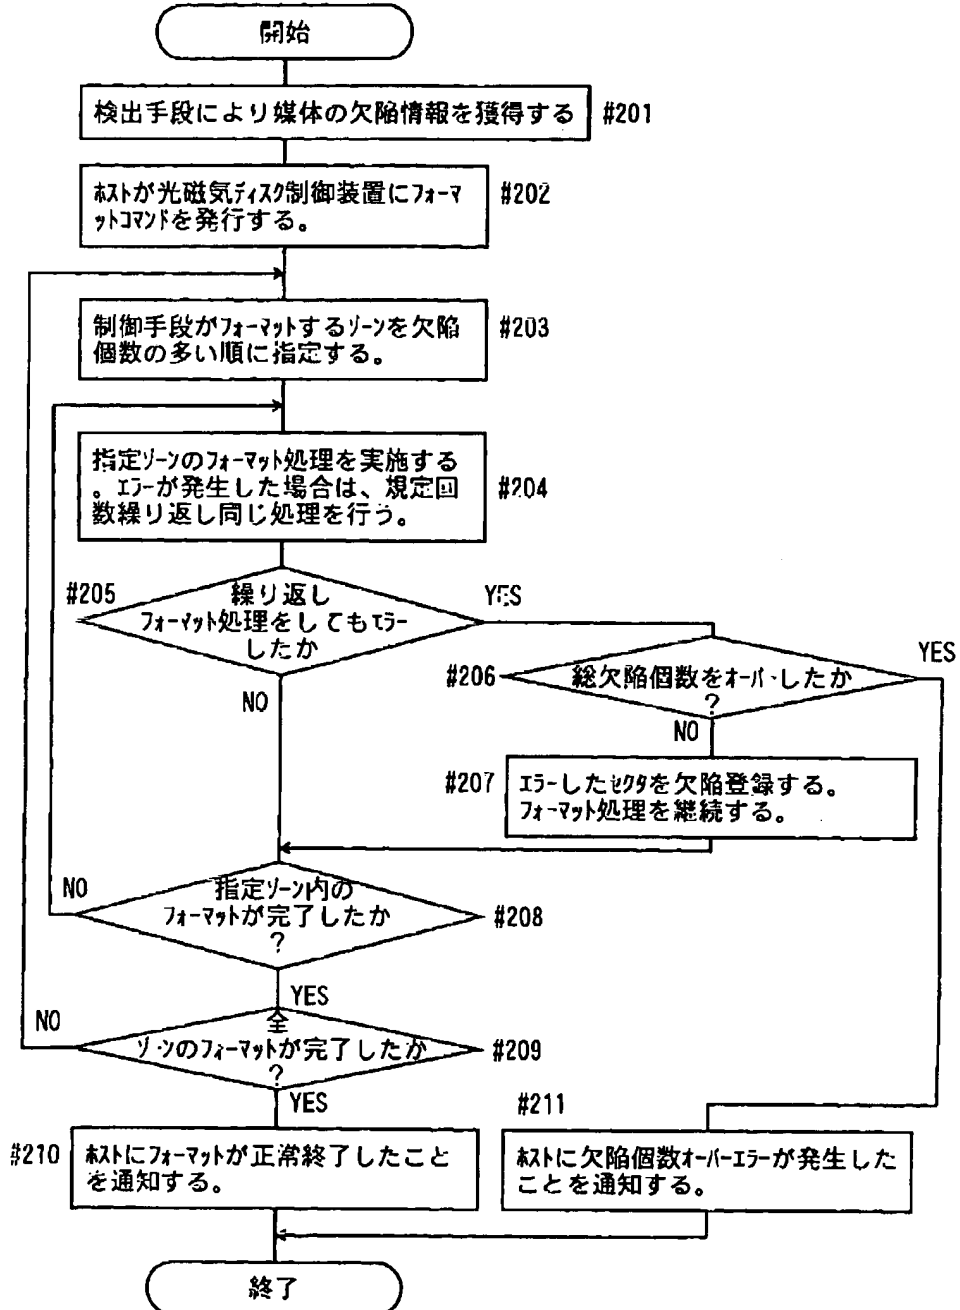 開始
検出手段により媒体の欠陥情報を獲得する
#201
ﾎｽﾄが光磁気ﾃﾞｨｽｸ制御装置にﾌｫｰﾏ
ｯﾄｺﾏﾝﾄﾞを発行する。
#202
制御手段がﾌｫｰﾏｯﾄするｿﾞｰﾝを欠陥
個数の多い順に指定する。
#203
指定ｿﾞｰﾝのﾌｫｰﾏｯﾄ処理を実施する
。ｴﾗｰが発生した場合は、規定回
数繰り返し同じ処理を行う。
#204
#205
繰り返し
ﾌｫｰﾏｯﾄ処理をしてもｴﾗｰ
したか
YES
NO
#206
総欠陥個数をｵｰﾊﾞｰしたか
?
YES
NO
#207
ｴﾗｰしたｾｸﾀを欠陥登録する。
ﾌｫｰﾏｯﾄ処理を継続する。
NO
指定ｿﾞｰﾝ内の
ﾌｫｰﾏｯﾄが完了したか
?
#208
YES
NO
全
ｿﾞｰﾝのﾌｫｰﾏｯﾄが完了したか
?
#209
YES
#210
ﾎｽﾄにﾌｫｰﾏｯﾄが正常終了したこと
を通知する。
#211
ﾎｽﾄに欠陥個数ｵｰﾊﾞｰｴﾗｰが発生した
ことを通知する。
終了